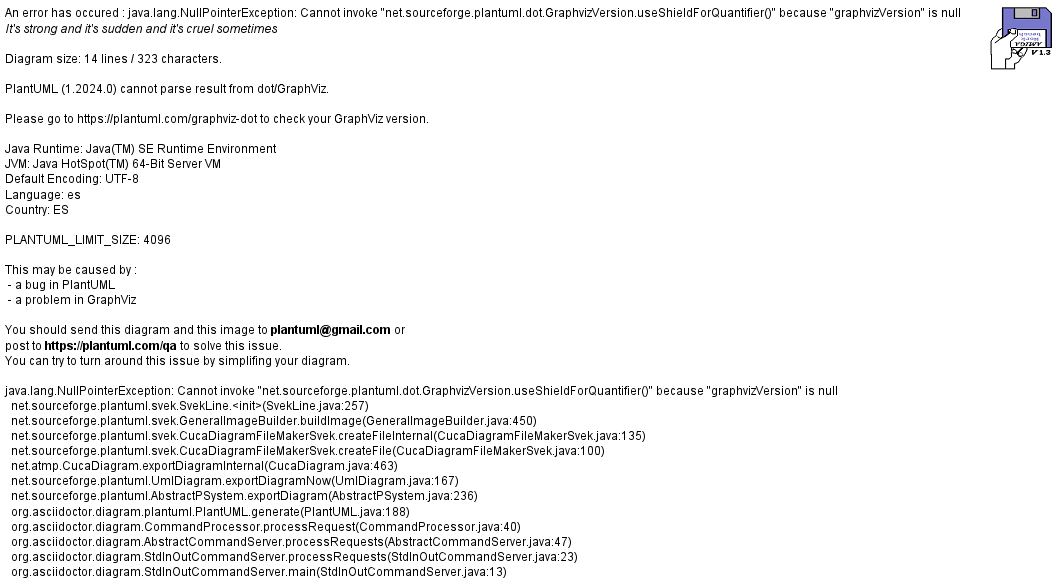 An error has occured : java.lang.NullPointerException: Cannot invoke "net.sourceforge.plantuml.dot.GraphvizVersion.useShieldForQuantifier()" because "graphvizVersion" is null
It's strong and it's sudden and it's cruel sometimes
Diagram size: 14 lines / 323 characters.
PlantUML (1.2024.0) cannot parse result from dot/GraphViz.
Please go to https://plantuml.com/graphviz-dot to check your GraphViz version.
Java Runtime: Java(TM) SE Runtime Environment
JVM: Java HotSpot(TM) 64-Bit Server VM
Default Encoding: UTF-8
Language: es
Country: ES
PLANTUML_LIMIT_SIZE: 4096
This may be caused by :
- a bug in PlantUML
- a problem in GraphViz
You should send this diagram and this image to plantuml@gmail.com or
post to https://plantuml.com/qa to solve this issue.
You can try to turn around this issue by simplifing your diagram.
java.lang.NullPointerException: Cannot invoke "net.sourceforge.plantuml.dot.GraphvizVersion.useShieldForQuantifier()" because "graphvizVersion" is null
net.sourceforge.plantuml.svek.SvekLine.<init>(SvekLine.java:257)
net.sourceforge.plantuml.svek.GeneralImageBuilder.buildImage(GeneralImageBuilder.java:450)
net.sourceforge.plantuml.svek.CucaDiagramFileMakerSvek.createFileInternal(CucaDiagramFileMakerSvek.java:135)
net.sourceforge.plantuml.svek.CucaDiagramFileMakerSvek.createFile(CucaDiagramFileMakerSvek.java:100)
net.atmp.CucaDiagram.exportDiagramInternal(CucaDiagram.java:463)
net.sourceforge.plantuml.UmlDiagram.exportDiagramNow(UmlDiagram.java:167)
net.sourceforge.plantuml.AbstractPSystem.exportDiagram(AbstractPSystem.java:236)
org.asciidoctor.diagram.plantuml.PlantUML.generate(PlantUML.java:188)
org.asciidoctor.diagram.CommandProcessor.processRequest(CommandProcessor.java:40)
org.asciidoctor.diagram.AbstractCommandServer.processRequests(AbstractCommandServer.java:47)
org.asciidoctor.diagram.StdInOutCommandServer.processRequests(StdInOutCommandServer.java:23)
org.asciidoctor.diagram.StdInOutCommandServer.main(StdInOutCommandServer.java:13)
AMIGA
V1.3